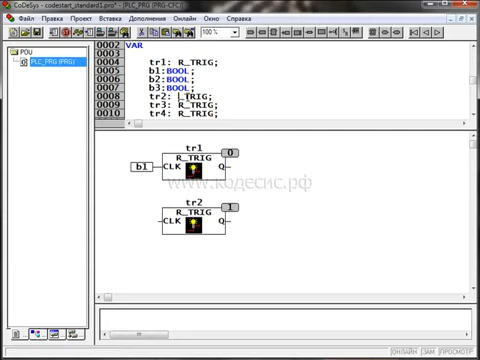 CoDeSys - codestart_standard1.pro* - [PLC_PRG (PRG-CFC)]
Файл Правка Проект Вставка Дополнения Онлайн Окно Справка
100 %
POU
PLC_PRG (PRG)
0002 VAR
0003
0004 tr1: R_TRIG;
0005 b1:BOOL;
0006 b2:BOOL;
0007 b3:BOOL;
0008 tr2: _TRIG;
0009 tr3: R_TRIG;
0010 tr4: R_TRIG;
tr1
0
R_TRIG
b1 CLK Q
www.кодесис.рф
tr2
1
R_TRIG
CLK Q
ОНЛАЙН ЗАМ ПРОСМОТР